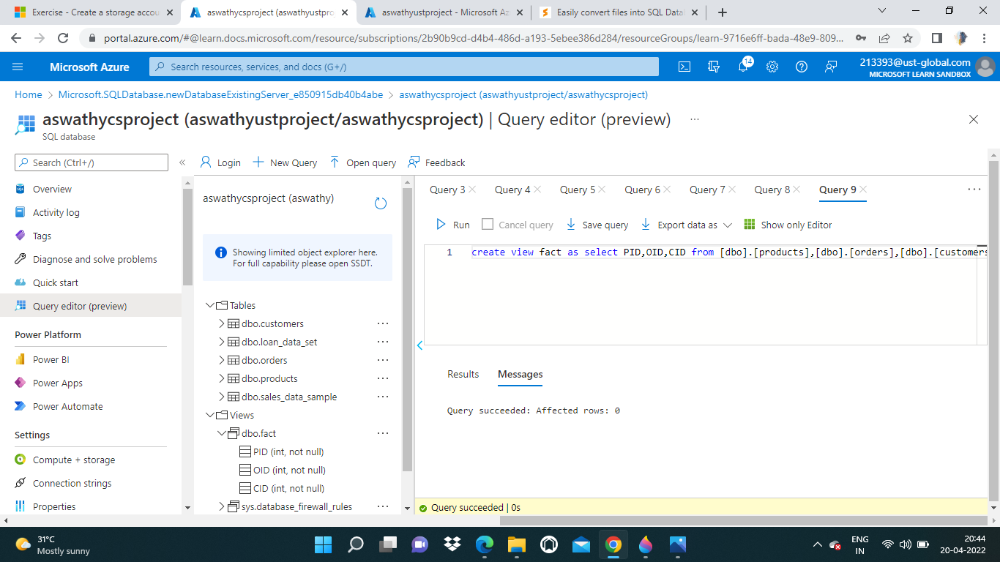 Exercise - Create a storage accou
aswathycsproject (aswathyustpro
aswathyustproject - Microsoft Az
Easily convert files into SQL Data
portal.azure.com/#@learn.docs.microsoft.com/resource/subscriptions/2b90b9cd-d4b4-486d-a193-5ebee386d284/resourceGroups/learn-9716e6ff-bada-48e9-809...
Microsoft Azure
Search resources, services, and docs (G+/)
14
213393@ust-global.com
MICROSOFT LEARN SANDBOX
Home > Microsoft.SQLDatabase.newDatabaseExistingServer_e850915db40b4abe > aswathycsproject (aswathyustproject/aswathycsproject)
aswathycsproject (aswathyustproject/aswathycsproject) | Query editor (preview) ...
SQL database
Search (Ctrl+/)
Overview
Activity log
Tags
Diagnose and solve problems
Quick start
Query editor (preview)
Power Platform
Power BI
Power Apps
Power Automate
Settings
Compute + storage
Connection strings
Properties
Login
New Query
Open query
Feedback
aswathycsproject (aswathy)
Showing limited object explorer here.
For full capability please open SSDT.
Tables
dbo.customers
dbo.loan_data_set
dbo.orders
dbo.products
dbo.sales_data_sample
Views
dbo.fact
PID (int, not null)
OID (int, not null)
CID (int, not null)
sys.database_firewall_rules
Query 3
Query 4
Query 5
Query 6
Query 7
Query 8
Query 9
Run
Cancel query
Save query
Export data as
Show only Editor
1 create view fact as select PID,OID,CID from [dbo].[products],[dbo].[orders],[dbo].[customers
Results
Messages
Query succeeded: Affected rows: 0
Query succeeded | 0s
31°C
Mostly sunny
ENG
IN
20:44
20-04-2022